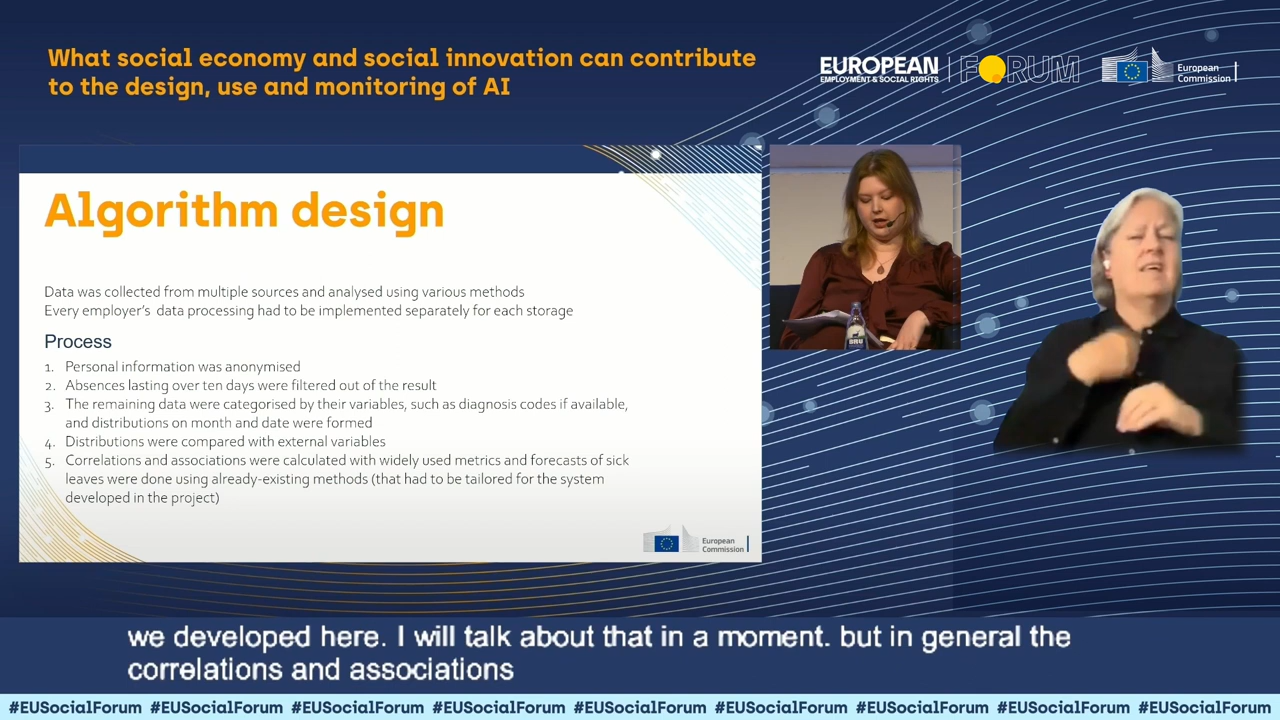 What social economy and social innovation can contribute
to the design, use and monitoring of AI
EUROPEAN
EMPLOYMENT & SOCIAL RIGHTS
FORUM
European
Commission
Algorithm design
Data was collected from multiple sources and analysed using various methods
Every employer's data processing had to be implemented separately for each storage
Process
1. Personal information was anonymised
2. Absences lasting over ten days were filtered out of the result
3. The remaining data were categorised by their variables, such as diagnosis codes if available,
and distributions on month and date were formed
4. Distributions were compared with external variables
5. Correlations and associations were calculated with widely used metrics and forecasts of sick
leaves were done using already-existing methods (that had to be tailored for the system
developed in the project)
European
Commission
BRU
we developed here. I will talk about that in a moment. but in general the
correlations and associations
#EUSocialForum #EUSocialForum #EUSocialForum #EUSocialForum #EUSocialForum #EUSocialForum #EUSocialForum #EUSocialForum #EUSocialForum